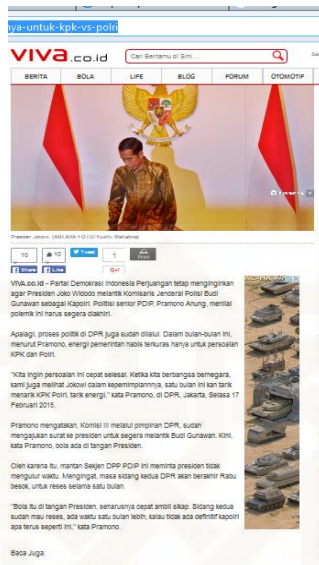 nya-untuk-kpk-vs-polri
VIVA.co.id
Cari Beritamu di Sini ...
BERITA BOLA LIFE BLOG FORUM OTOMOTIF
Presiden Jokowi.
10 10 Tweet 1 Print
Share Like G+1
VIVA.co.id - Partai Demokrasi Indonesia Perjuangan tetap menginginkan
agar Presiden Joko Widodo melantik Komisaris Jenderal Polisi Budi
Gunawan sebagai Kapolri. Politisi senior PDIP, Pramono Anung, menilai
polemik ini harus segera diakhiri.
Apalagi, proses politik di DPR juga sudah dilalui. Dalam bulan-bulan ini,
menurut Pramono, energi pemerintah habis terkuras hanya untuk persoalan
KPK dan Polri.
"Kita ingin persoalan ini cepat selesai. Ketika kita berbangsa bernegara,
kami juga melihat Jokowi dalam kepemimpiannnya, satu bulan ini kan tarik
menarik KPK Polri, tarik energi," kata Pramono, di DPR, Jakarta, Selasa 17
Februari 2015.
Pramono mengatakan, Komisi III melalui pimpinan DPR, sudah
mengajukan surat ke presiden untuk segera melantik Budi Gunawan. Kini,
kata Pramono, bola ada di tangan Presiden.
Oleh karena itu, mantan Sekjen DPP PDIP ini meminta presiden tidak
mengulur waktu. Mengingat, masa sidang kedua DPR akan berakhir Rabu
besok, untuk reses selama satu bulan.
"Bola itu di tangan Presiden, seharusnya cepat ambil sikap. Sidang kedua
sudah mau reses, ada waktu satu bulan lebih, kalau tidak ada definitif kapolri
apa terus seperti ini," kata Pramono.
Baca Juga: